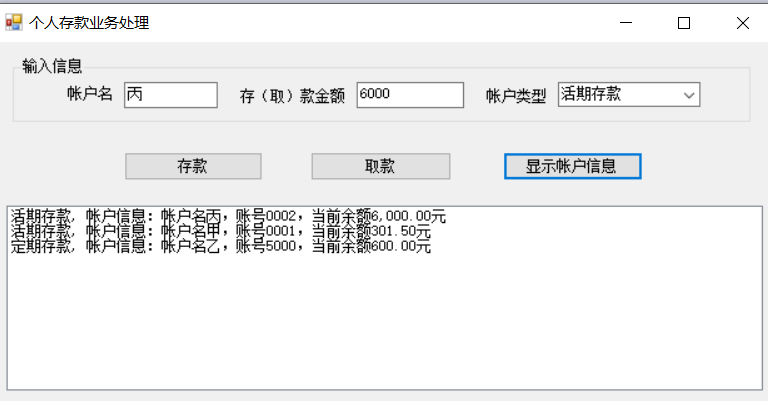 个人存款业务处理
输入信息
帐户名 丙 存（取）款金额 6000 帐户类型 活期存款
存款 取款 显示帐户信息
活期存款, 帐户信息：帐户名丙，账号0002，当前余额6,000.00元
活期存款, 帐户信息：帐户名甲，账号0001，当前余额301.50元
定期存款, 帐户信息：帐户名乙，账号5000，当前余额600.00元